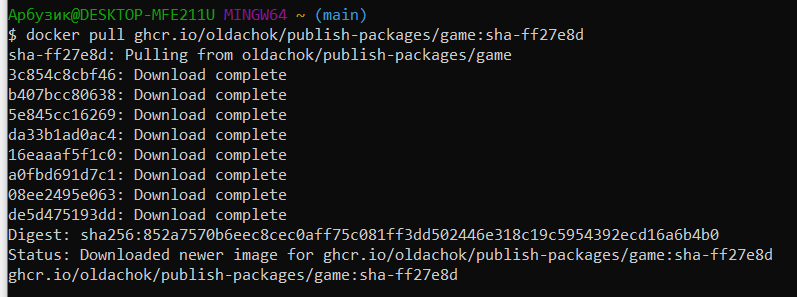 Арбузик@DESKTOP-MFE211U MINGW64 ~ (main)
$ docker pull ghcr.io/oldachok/publish-packages/game:sha-ff27e8d
sha-ff27e8d: Pulling from oldachok/publish-packages/game
3c854c8cbf46: Download complete
b407bcc80638: Download complete
5e845cc16269: Download complete
da33b1ad0ac4: Download complete
16eaaaf5f1c0: Download complete
a0fbd691d7c1: Download complete
08ee2495e063: Download complete
de5d475193dd: Download complete
Digest: sha256:852a7570b6eec8cec0aff75c081ff3dd502446e318c19c5954392ecd16a6b4b0
Status: Downloaded newer image for ghcr.io/oldachok/publish-packages/game:sha-ff27e8d
ghcr.io/oldachok/publish-packages/game:sha-ff27e8d